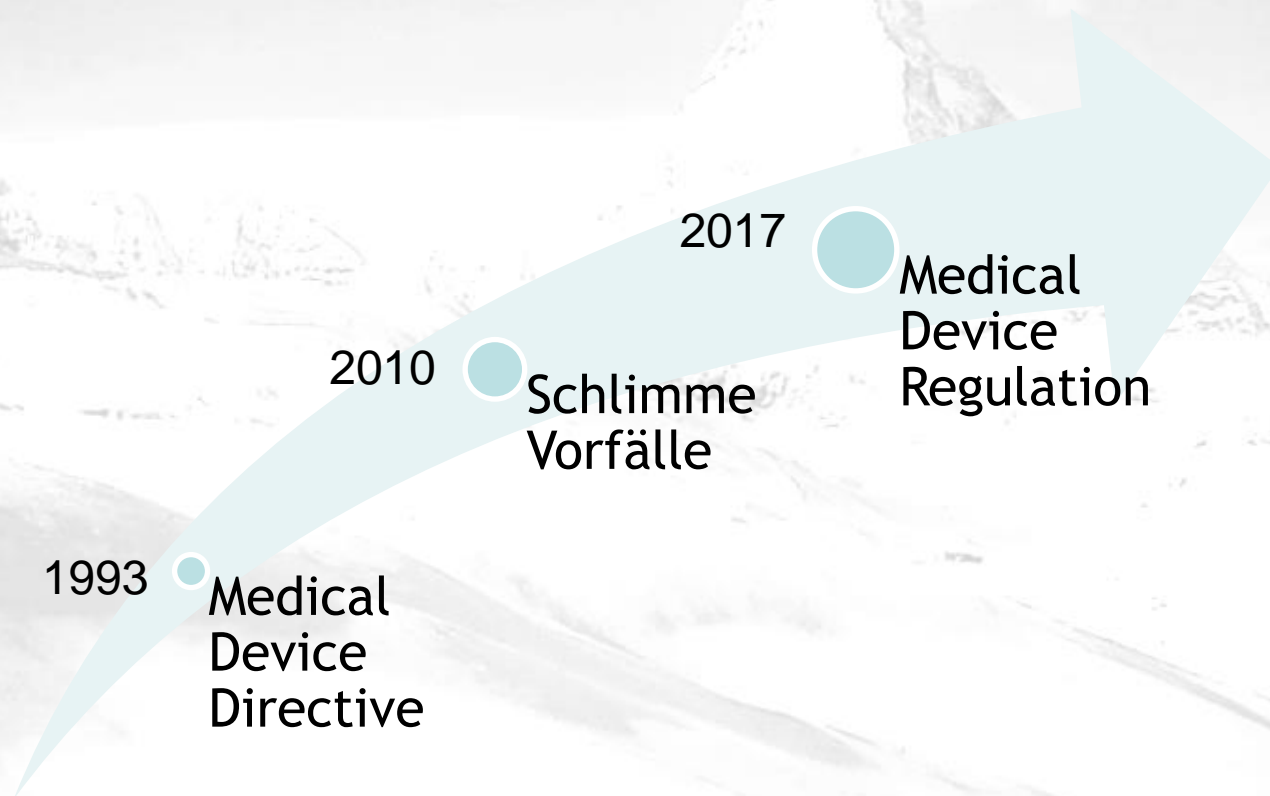 1993
Medical
Device
Directive
2010
Schlimme
Vorfälle
2017
Medical
Device
Regulation